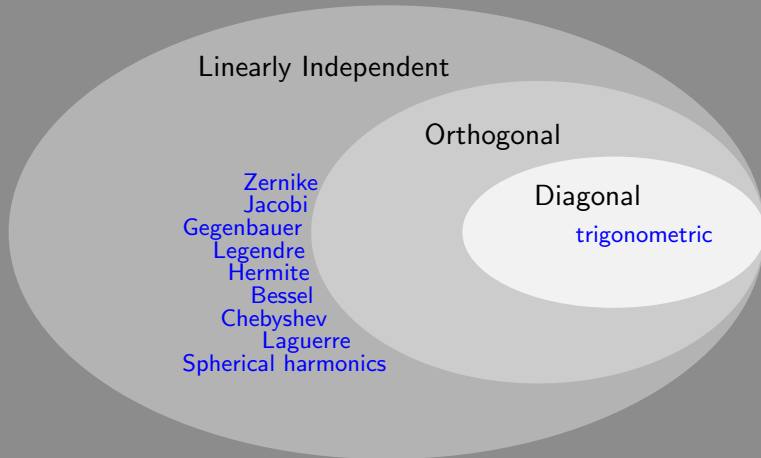 Linearly Independent
Orthogonal
Diagonal
trigonometric
Zernike
Jacobi
Gegenbauer
Legendre
Hermite
Bessel
Chebyshev
Laguerre
Spherical harmonics